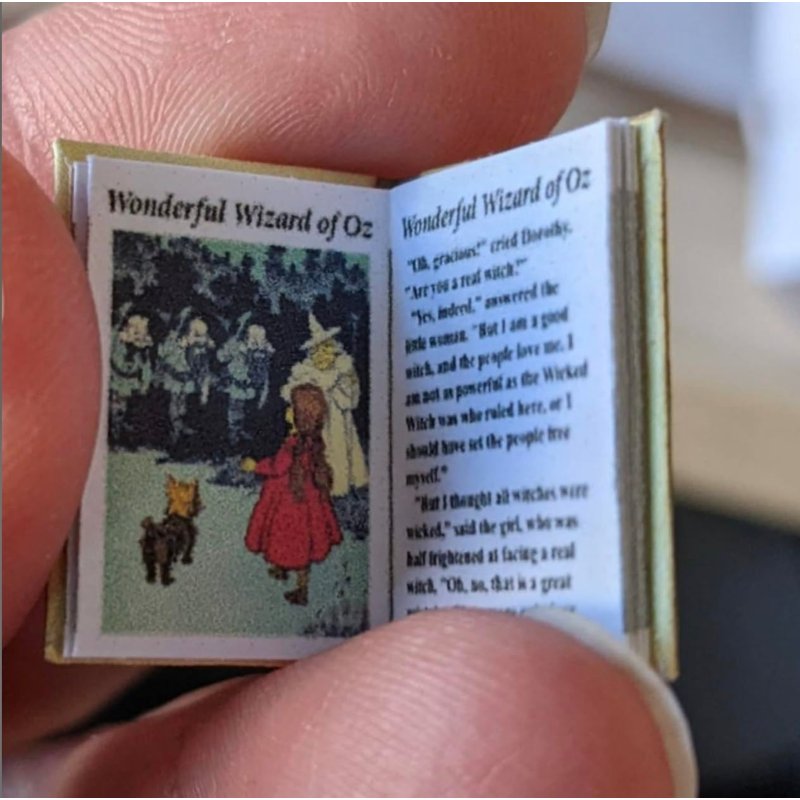 Wonderful Wizard of Oz
Wonderful Wizard of Oz
"Oh, gracious!" cried Dorothy.
"Are you a real witch?"
"Yes, indeed," answered the
little woman. "But I am a good
witch, and the people love me. I
am not as powerful as the Wicked
Witch was who ruled here, or I
should have set the people free
myself."
"But I thought all witches were
wicked," said the girl, who was
half frightened at facing a real
witch, "Oh, no, that is a great